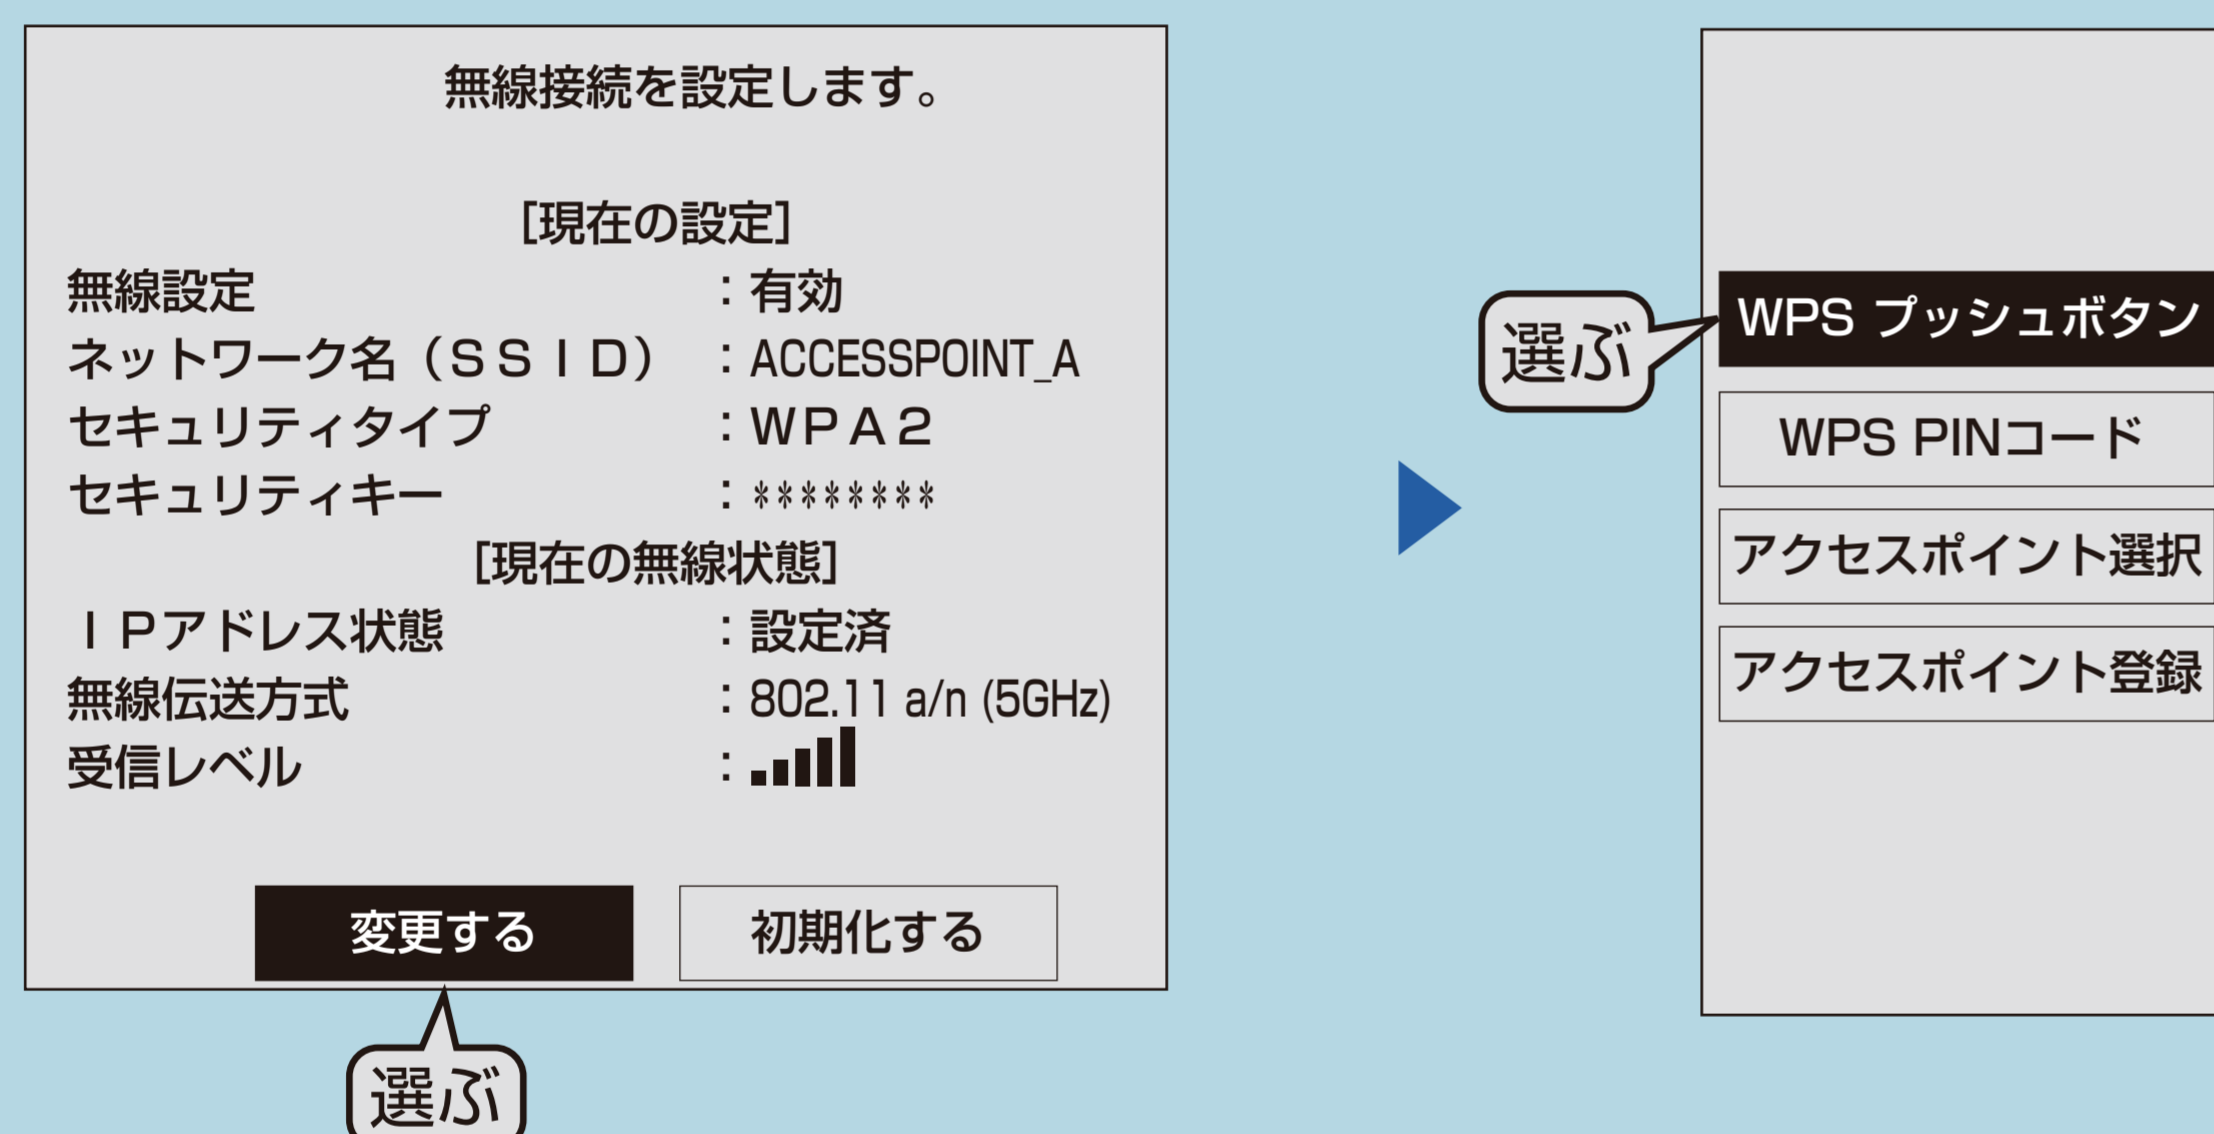 無線接続を設定します。
[現在の設定]
無線設定 ：有効
ネットワーク名（ＳＳＩＤ） ：ACCESSPOINT_A
セキュリティタイプ ：ＷＰＡ２
セキュリティキー ：＊＊＊＊＊＊＊＊
[現在の無線状態]
ＩＰアドレス状態 ：設定済
無線伝送方式 ：802.11 a/n (5GHz)
受信レベル ：
変更する 初期化する
選ぶ
選ぶ
WPS プッシュボタン
WPS PINコード
アクセスポイント選択
アクセスポイント登録